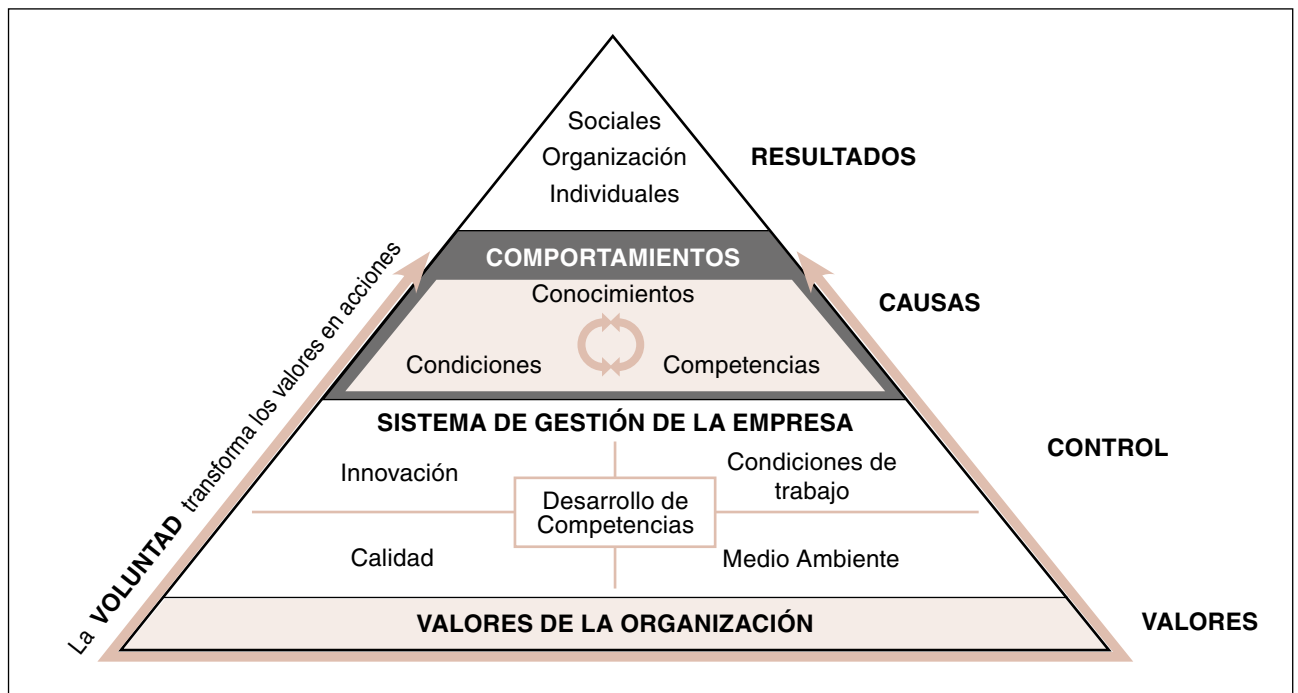 Sociales
Organización
Individuales
RESULTADOS
COMPORTAMIENTOS
Conocimientos
Condiciones
Competencias
CAUSAS
SISTEMA DE GESTIÓN DE LA EMPRESA
Innovación
Condiciones de
trabajo
Desarrollo de
Competencias
Calidad
Medio Ambiente
CONTROL
VALORES DE LA ORGANIZACIÓN
VALORES
La VOLUNTAD transforma los valores en acciones